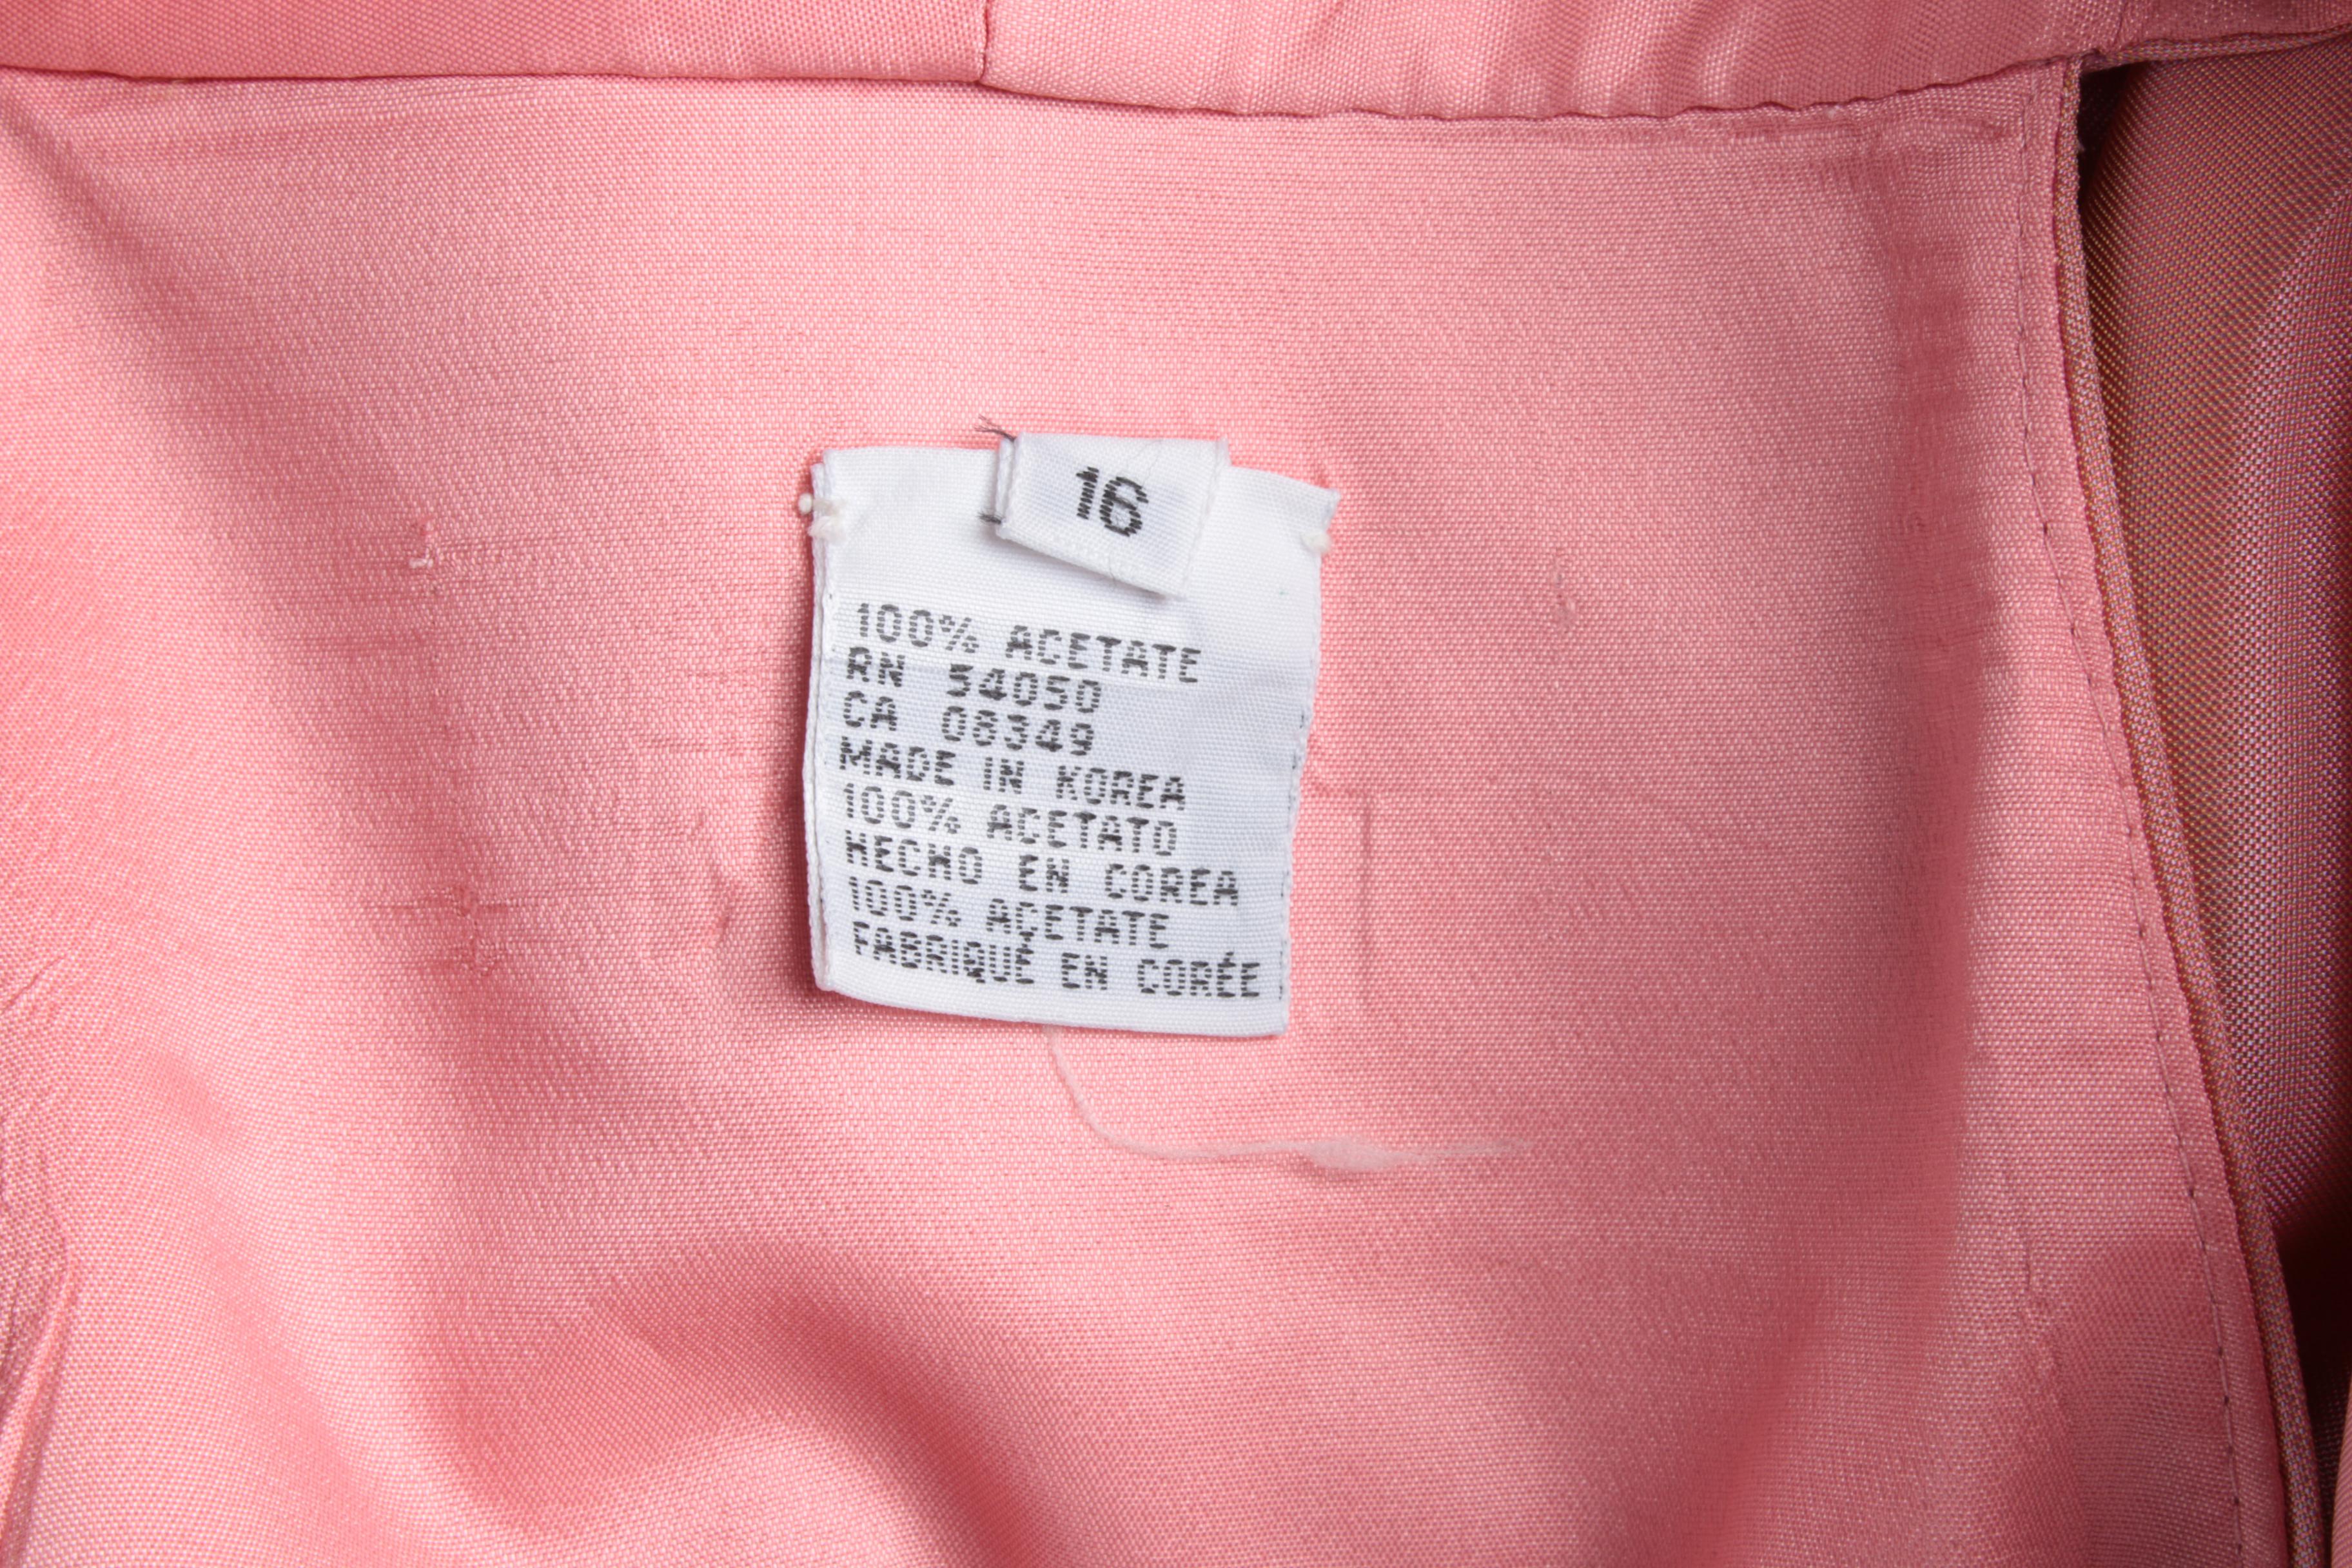 16
100% ACETATE
RN 54050
CA 08349
MADE IN KOREA
100% ACETATO
HECHO EN COREA
100% ACETATE
FABRIQUÉ EN CORÉE